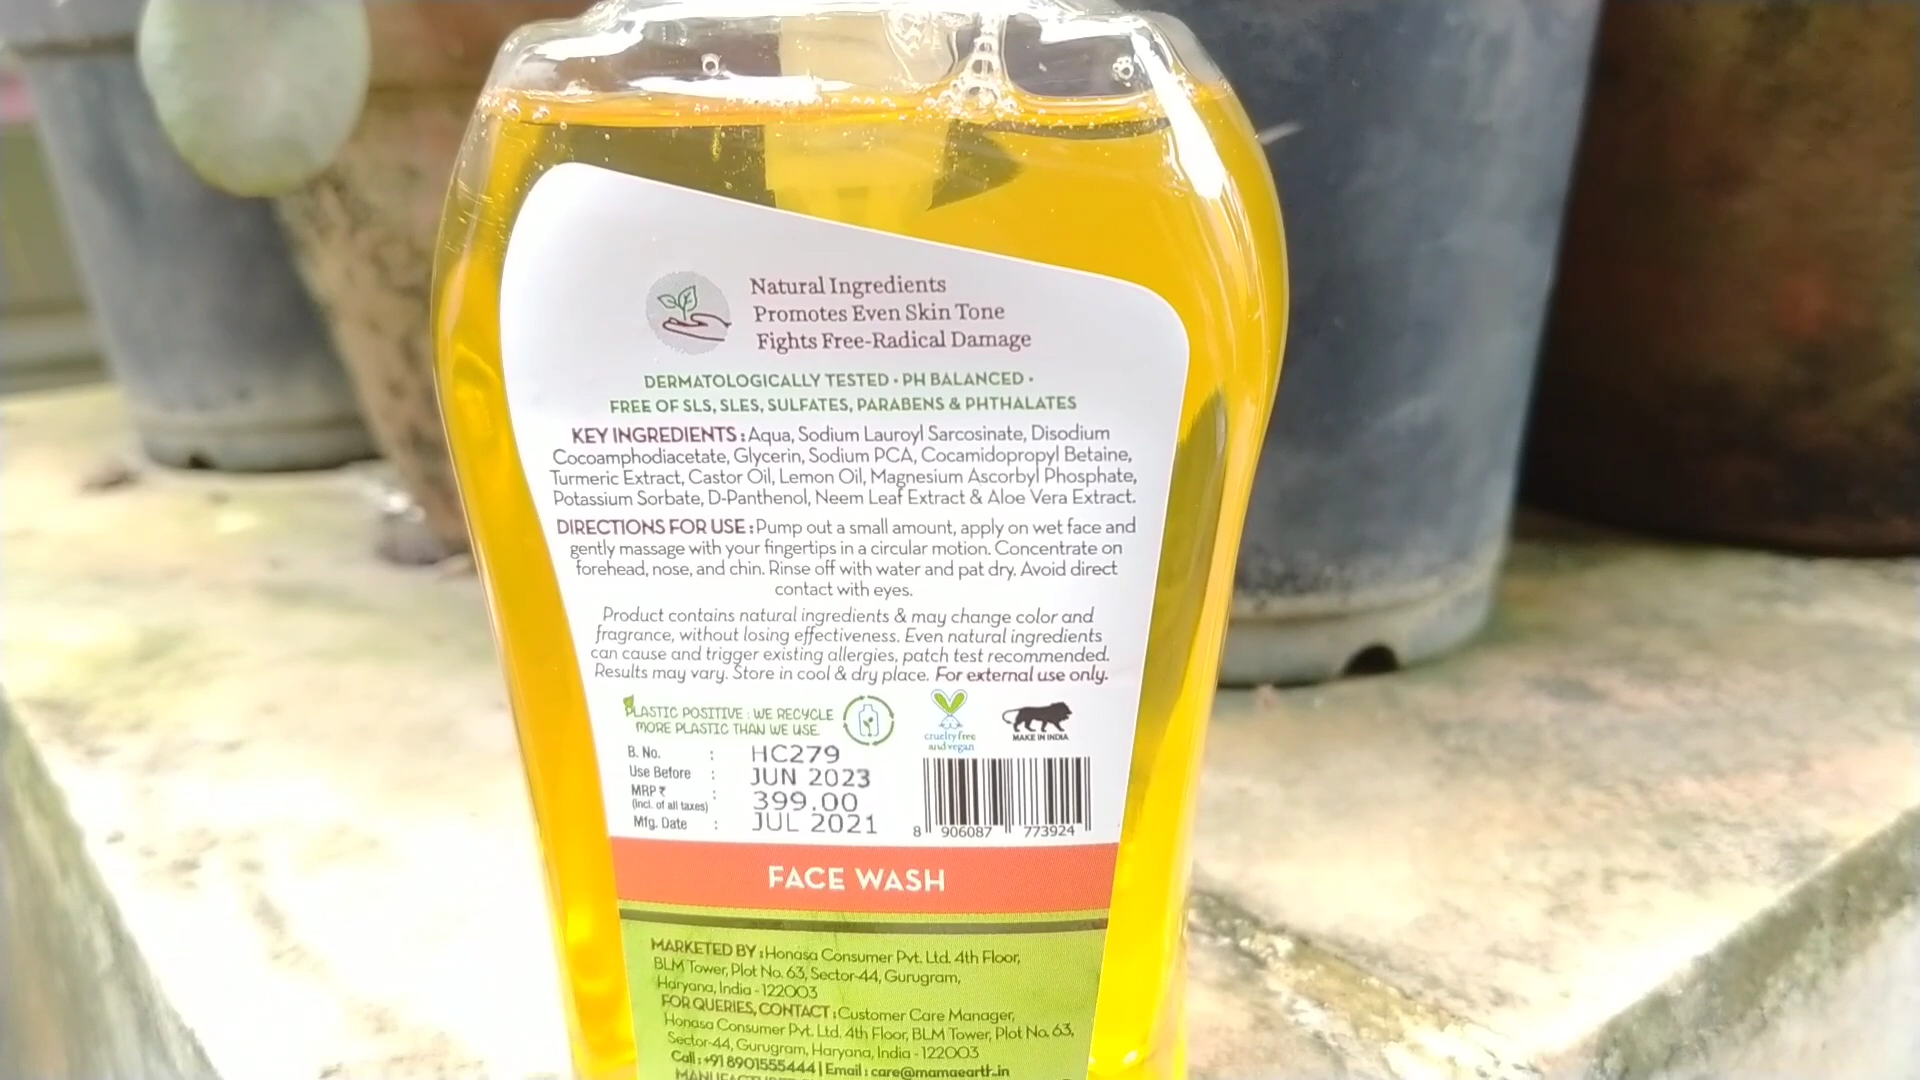 Natural Ingredients
Promotes Even Skin Tone
Fights Free-Radical Damage
DERMATOLOGICALLY TESTED • PH BALANCED •
FREE OF SLS, SLES, SULFATES, PARABENS & PHTHALATES
KEY INGREDIENTS : Aqua, Sodium Lauroyl Sarcosinate, Disodium
Cocoamphodiacetate, Glycerin, Sodium PCA, Cocamidopropyl Betaine,
Turmeric Extract, Castor Oil, Lemon Oil, Magnesium Ascorbyl Phosphate,
Potassium Sorbate, D-Panthenol, Neem Leaf Extract & Aloe Vera Extract.
DIRECTIONS FOR USE : Pump out a small amount, apply on wet face and
gently massage with your fingertips in a circular motion. Concentrate on
forehead, nose, and chin. Rinse off with water and pat dry. Avoid direct
contact with eyes.
Product contains natural ingredients & may change color and
fragrance, without losing effectiveness. Even natural ingredients
can cause and trigger existing allergies, patch test recommended.
Results may vary. Store in cool & dry place. For external use only.
PLASTIC POSITIVE : WE RECYCLE
MORE PLASTIC THAN WE USE.
cruelty free
and vegan
MAKE IN INDIA
B. No. : HC279
Use Before : JUN 2023
MRP ₹ : 399.00
(incl. of all taxes)
Mfg. Date : JUL 2021
8 906087 773924
FACE WASH
MARKETED BY : Honasa Consumer Pvt. Ltd. 4th Floor,
BLM Tower, Plot No. 63, Sector-44, Gurugram,
Haryana, India - 122003
FOR QUERIES, CONTACT : Customer Care Manager,
Honasa Consumer Pvt. Ltd. 4th Floor, BLM Tower, Plot No. 63,
Sector-44, Gurugram, Haryana, India - 122003
Call : +91 8901555444 | Email : care@mamaearth.in